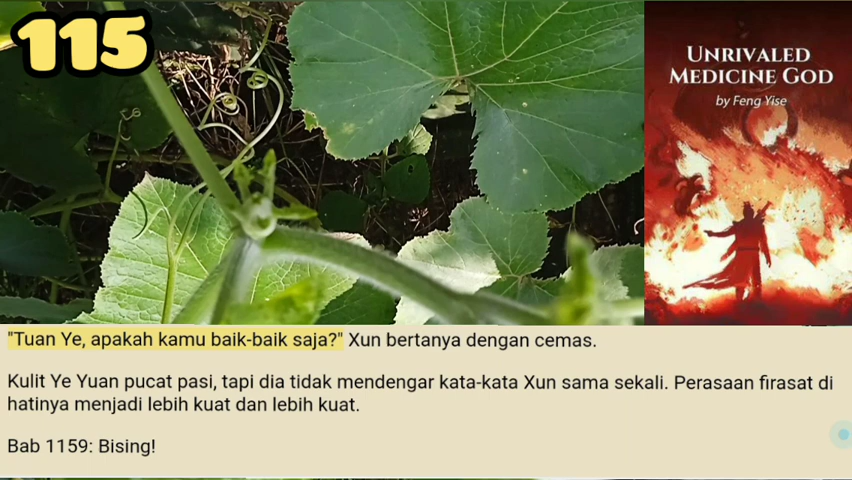 115
UNRIVALED
MEDICINE GOD
by Feng Yise
"Tuan Ye, apakah kamu baik-baik saja?" Xun bertanya dengan cemas.
Kulit Ye Yuan pucat pasi, tapi dia tidak mendengar kata-kata Xun sama sekali. Perasaan firasat di
hatinya menjadi lebih kuat dan lebih kuat.
Bab 1159: Bising!